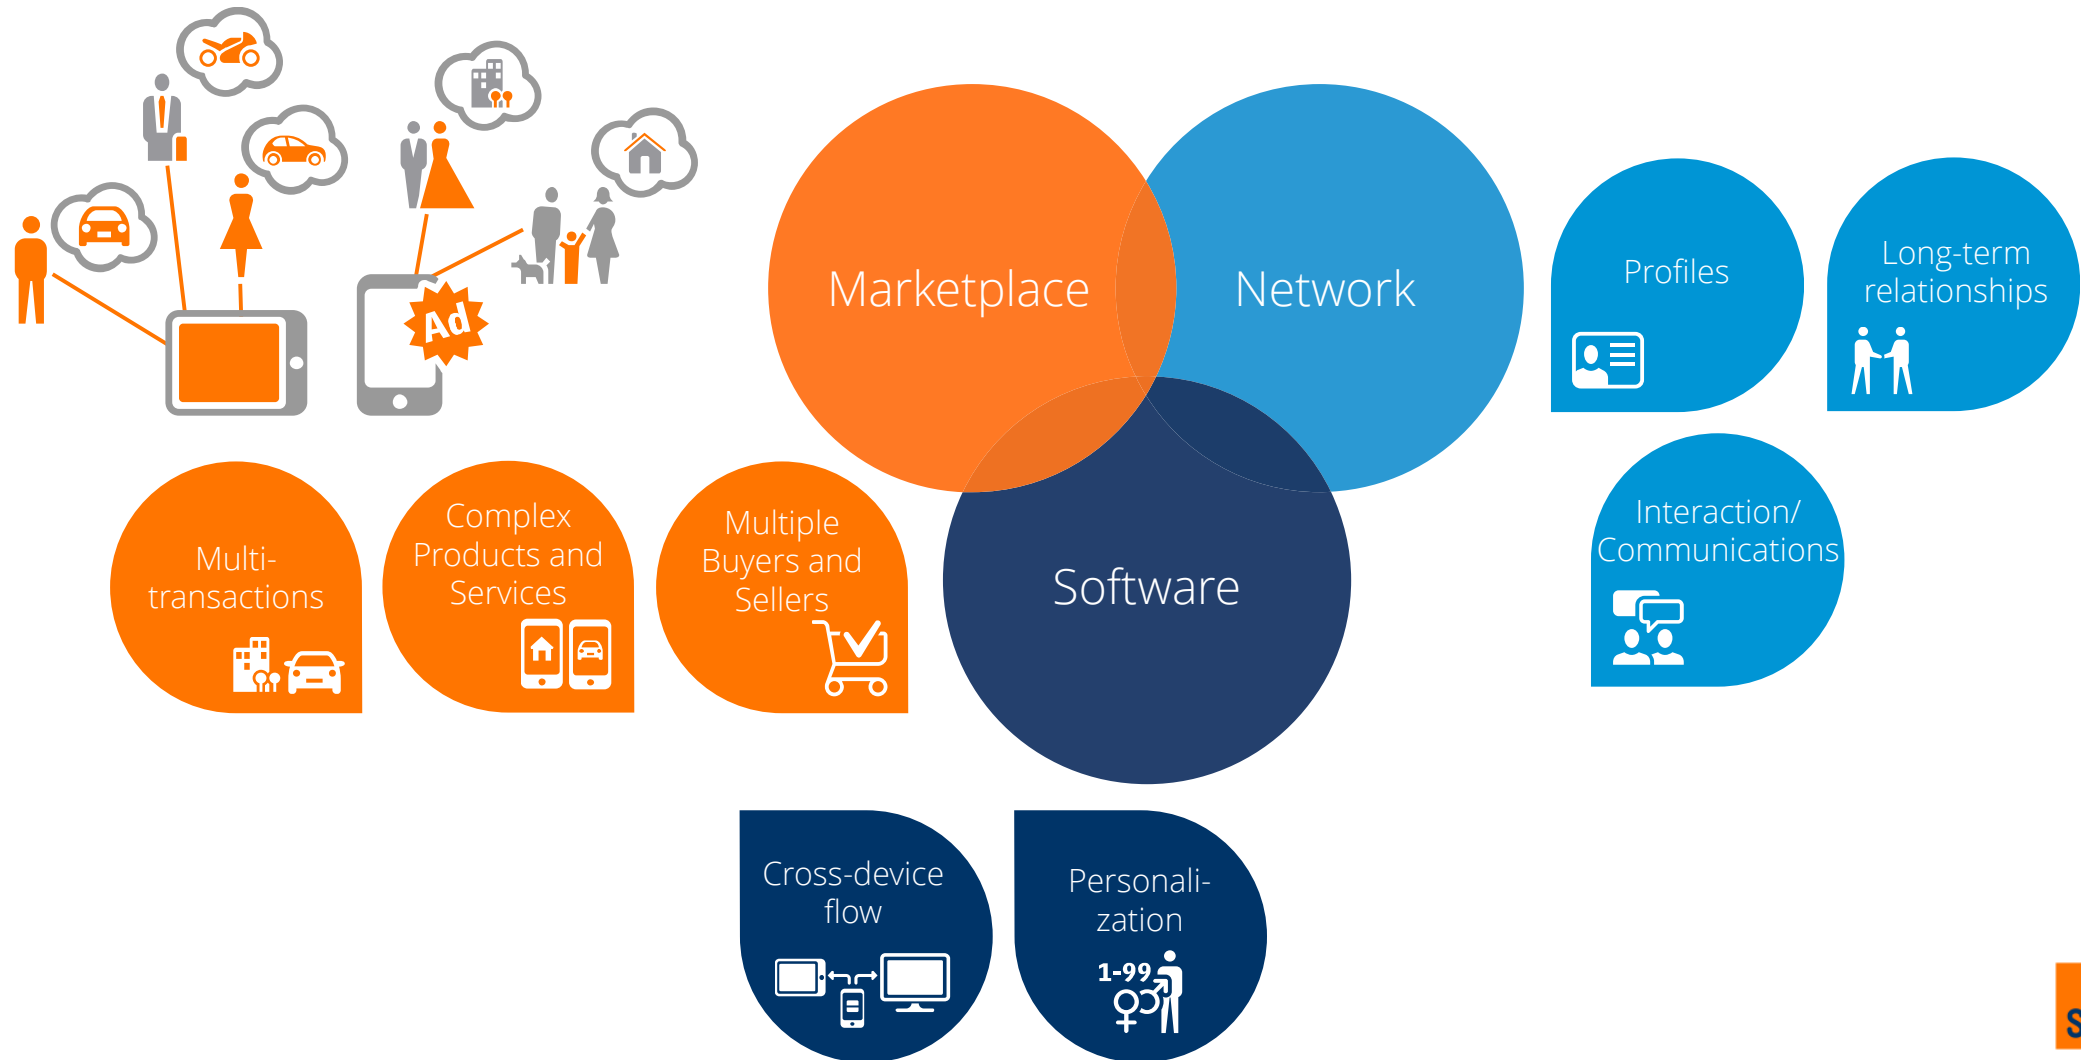 Ad
Marketplace
Network
Software
Profiles
Long-term
relationships
Interaction/
Communications
Multi-
transactions
Complex
Products and
Services
Multiple
Buyers and
Sellers
Cross-device
flow
Personali-
zation
1-99